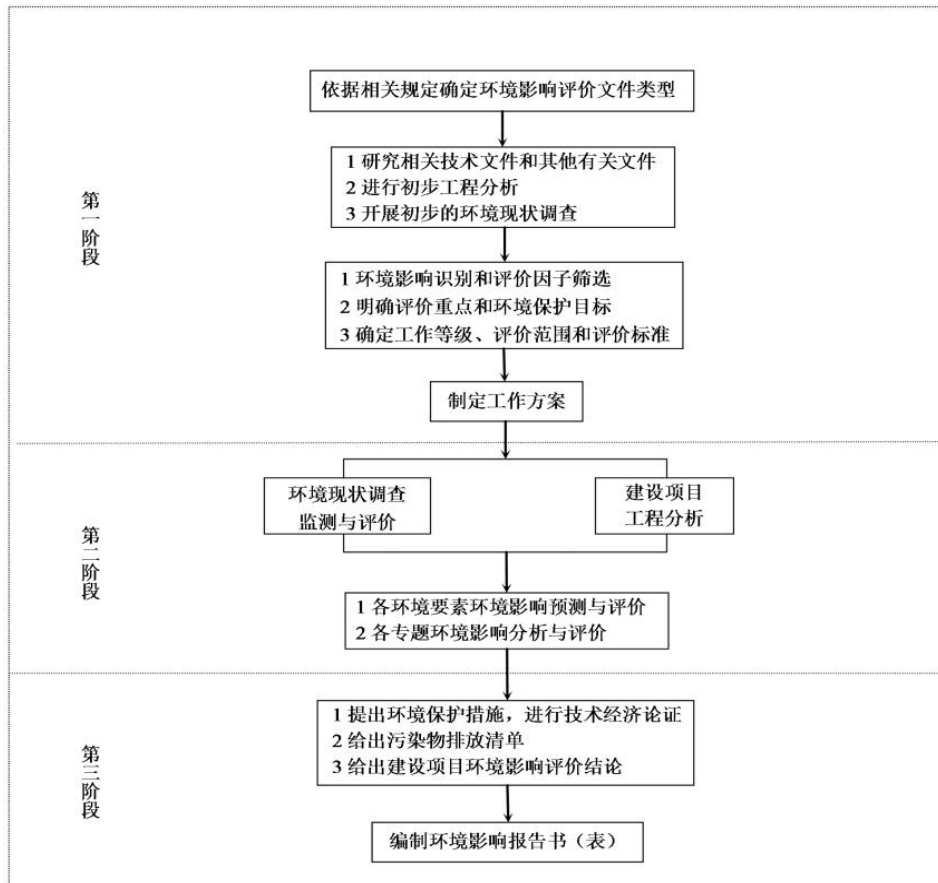 依据相关规定确定环境影响评价文件类型
1 研究相关技术文件和其他有关文件
2 进行初步工程分析
3 开展初步的环境现状调查
第一阶段
1 环境影响识别和评价因子筛选
2 明确评价重点和环境保护目标
3 确定工作等级、评价范围和评价标准
制定工作方案
环境现状调查
监测与评价
建设项目
工程分析
第二阶段
1 各环境要素环境影响预测与评价
2 各专题环境影响分析与评价
1 提出环境保护措施，进行技术经济论证
2 给出污染物排放清单
3 给出建设项目环境影响评价结论
第三阶段
编制环境影响报告书（表）